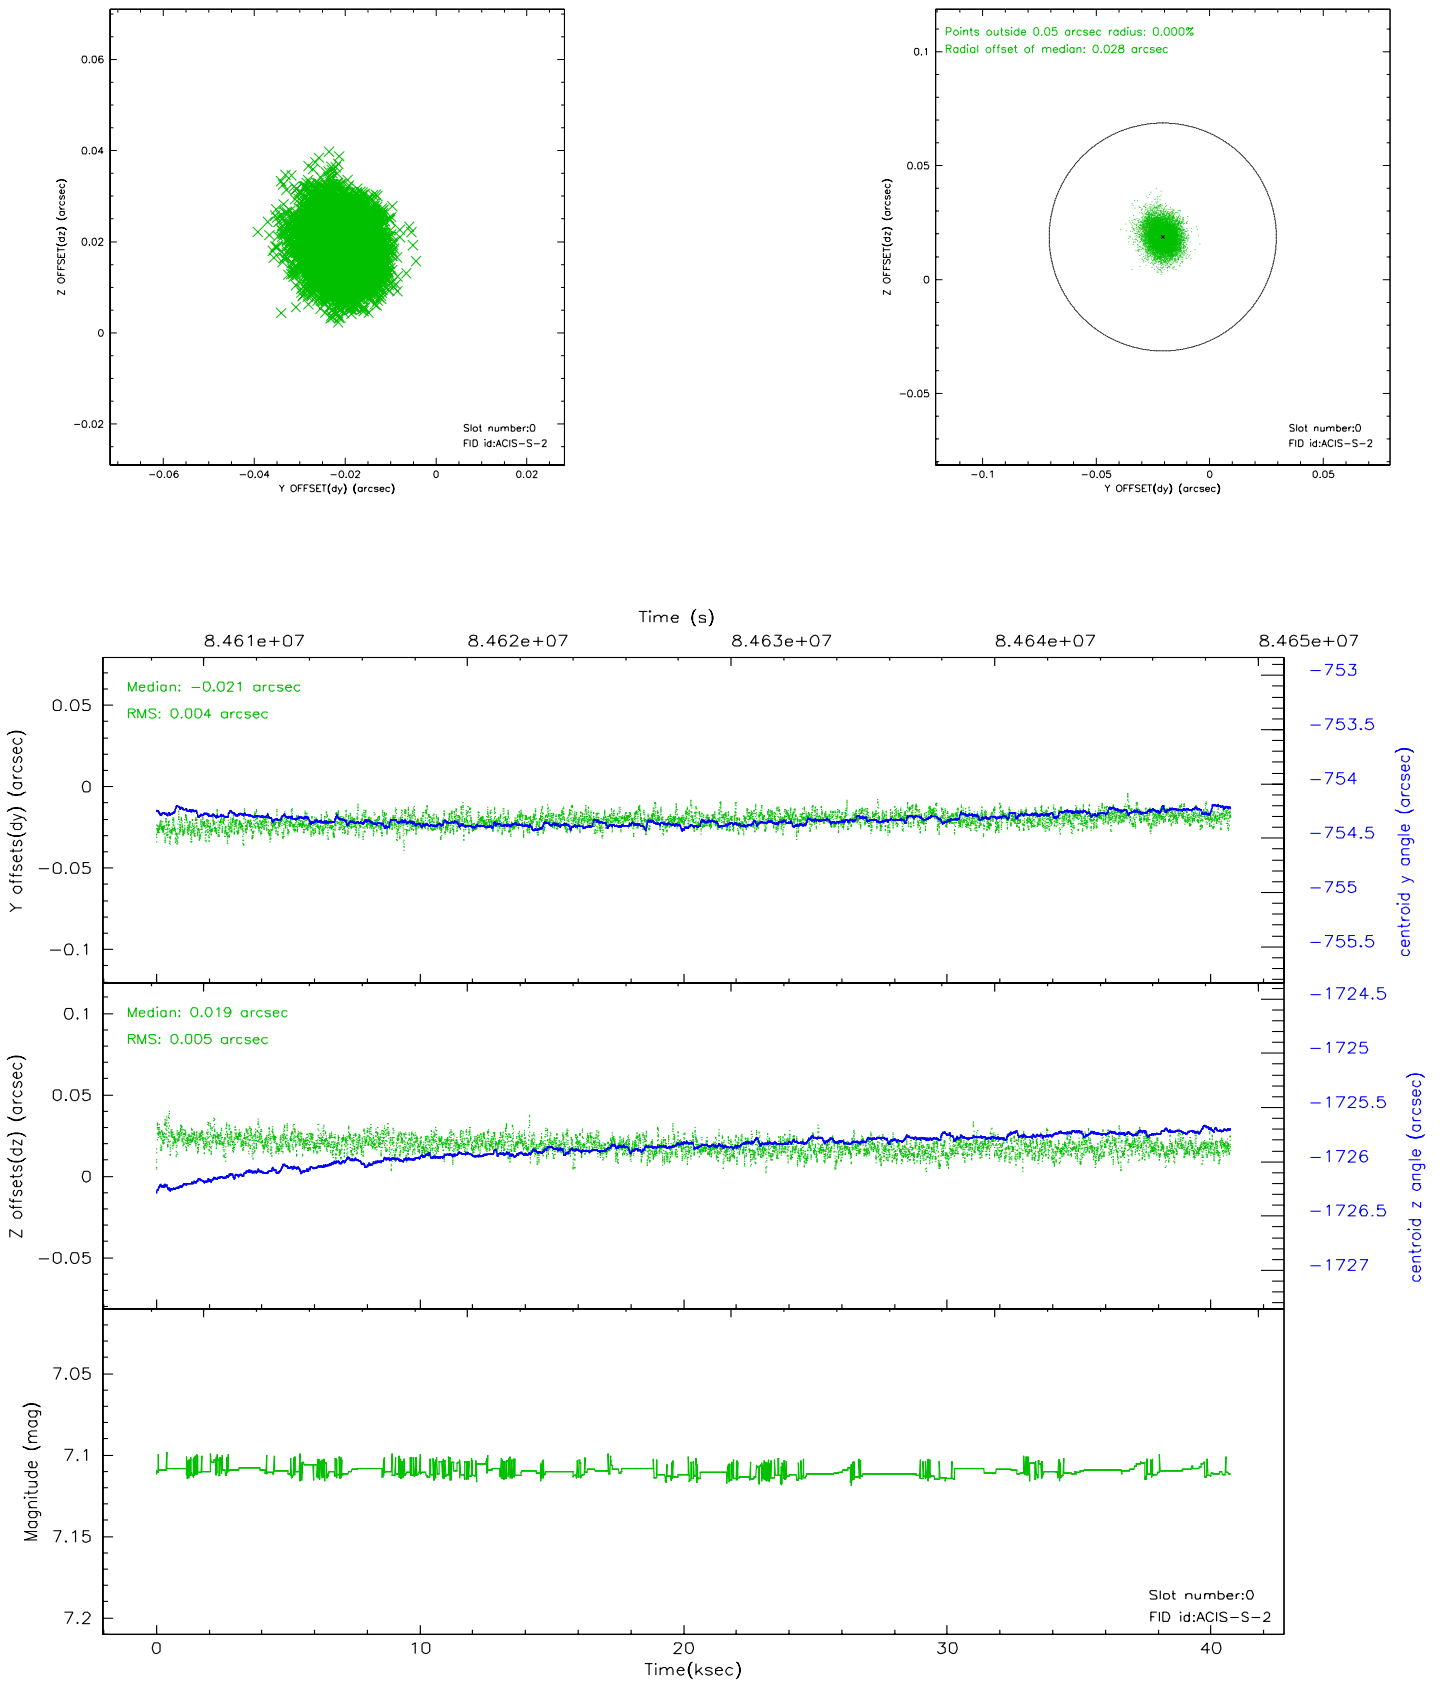 0.06
0.04
0.02
0
−0.02
Z OFFSET(dz) (arcsec)
Slot number:0
FID id:ACIS−S−2
−0.06
−0.04
−0.02
0
0.02
Y OFFSET(dy) (arcsec)
Points outside 0.05 arcsec radius: 0.000%
Radial offset of median: 0.028 arcsec
0.1
0.05
0
−0.05
Z OFFSET(dz) (arcsec)
Slot number:0
FID id:ACIS−S−2
−0.1
−0.05
0
0.05
Y OFFSET(dy) (arcsec)
Time (s)
8.461e+07
8.462e+07
8.463e+07
8.464e+07
8.465e+07
Median: −0.021 arcsec
RMS: 0.004 arcsec
0.05
0
−0.05
−0.1
Y offsets(dy) (arcsec)
−753
−753.5
−754
−754.5
−755
−755.5
centroid y angle (arcsec)
Median: 0.019 arcsec
RMS: 0.005 arcsec
0.1
0.05
0
−0.05
Z offsets(dz) (arcsec)
−1724.5
−1725
−1725.5
−1726
−1726.5
−1727
centroid z angle (arcsec)
7.05
7.1
7.15
7.2
Magnitude (mag)
Slot number:0
FID id:ACIS−S−2
0
10
20
30
40
Time(ksec)